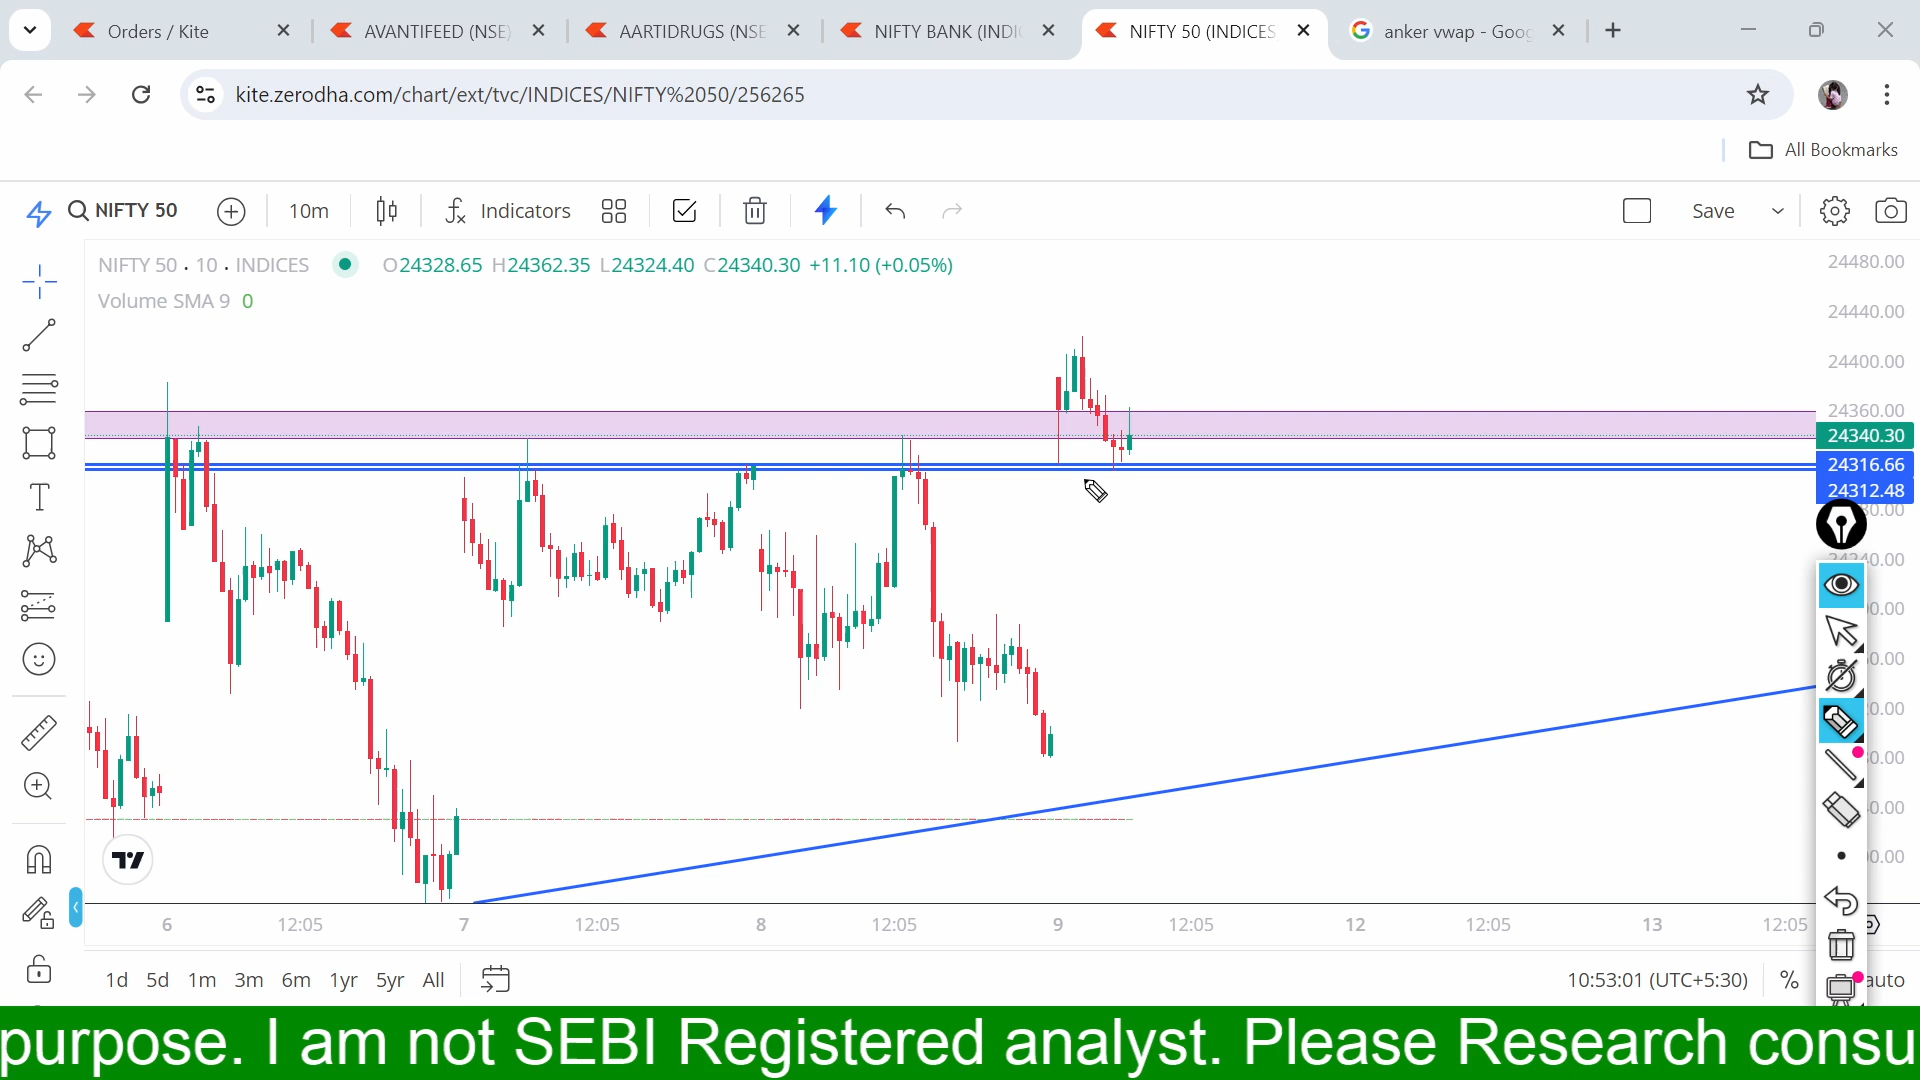 Orders / Kite
AVANTIFEED (NSE)
AARTIDRUGS (NSE
NIFTY BANK (INDI
NIFTY 50 (INDICES
anker vwap - Goog
kite.zerodha.com/chart/ext/tvc/INDICES/NIFTY%2050/256265
All Bookmarks
NIFTY 50
10m
Indicators
Save
NIFTY 50 . 10 . INDICES
O24328.65 H24362.35 L24324.40 C24340.30 +11.10 (+0.05%)
Volume SMA 9 0
24480.00
24440.00
24400.00
24360.00
24340.30
24316.66
24312.48
6 12:05 7 12:05 8 12:05 9 12:05 12 12:05 13 12:05
1d 5d 1m 3m 6m 1yr 5yr All
10:53:01 (UTC+5:30) % auto
purpose. I am not SEBI Registered analyst. Please Research consu